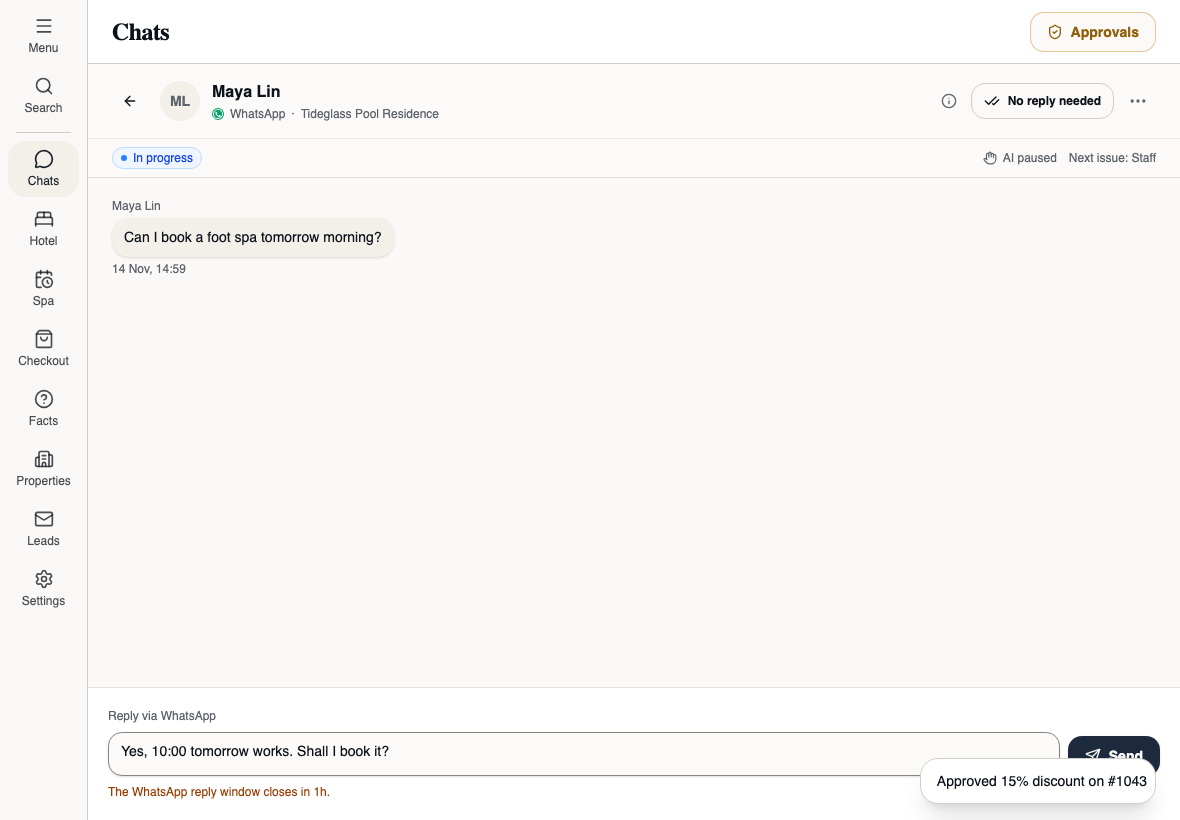 Menu
Search
Chats
Hotel
Spa
Checkout
Facts
Properties
Leads
Settings
Chats
Approvals
ML
Maya Lin
WhatsApp · Tideglass Pool Residence
No reply needed
In progress
AI paused
Next issue: Staff
Maya Lin
Can I book a foot spa tomorrow morning?
14 Nov, 14:59
Reply via WhatsApp
Yes, 10:00 tomorrow works. Shall I book it?
Send
The WhatsApp reply window closes in 1h.
Approved 15% discount on #1043